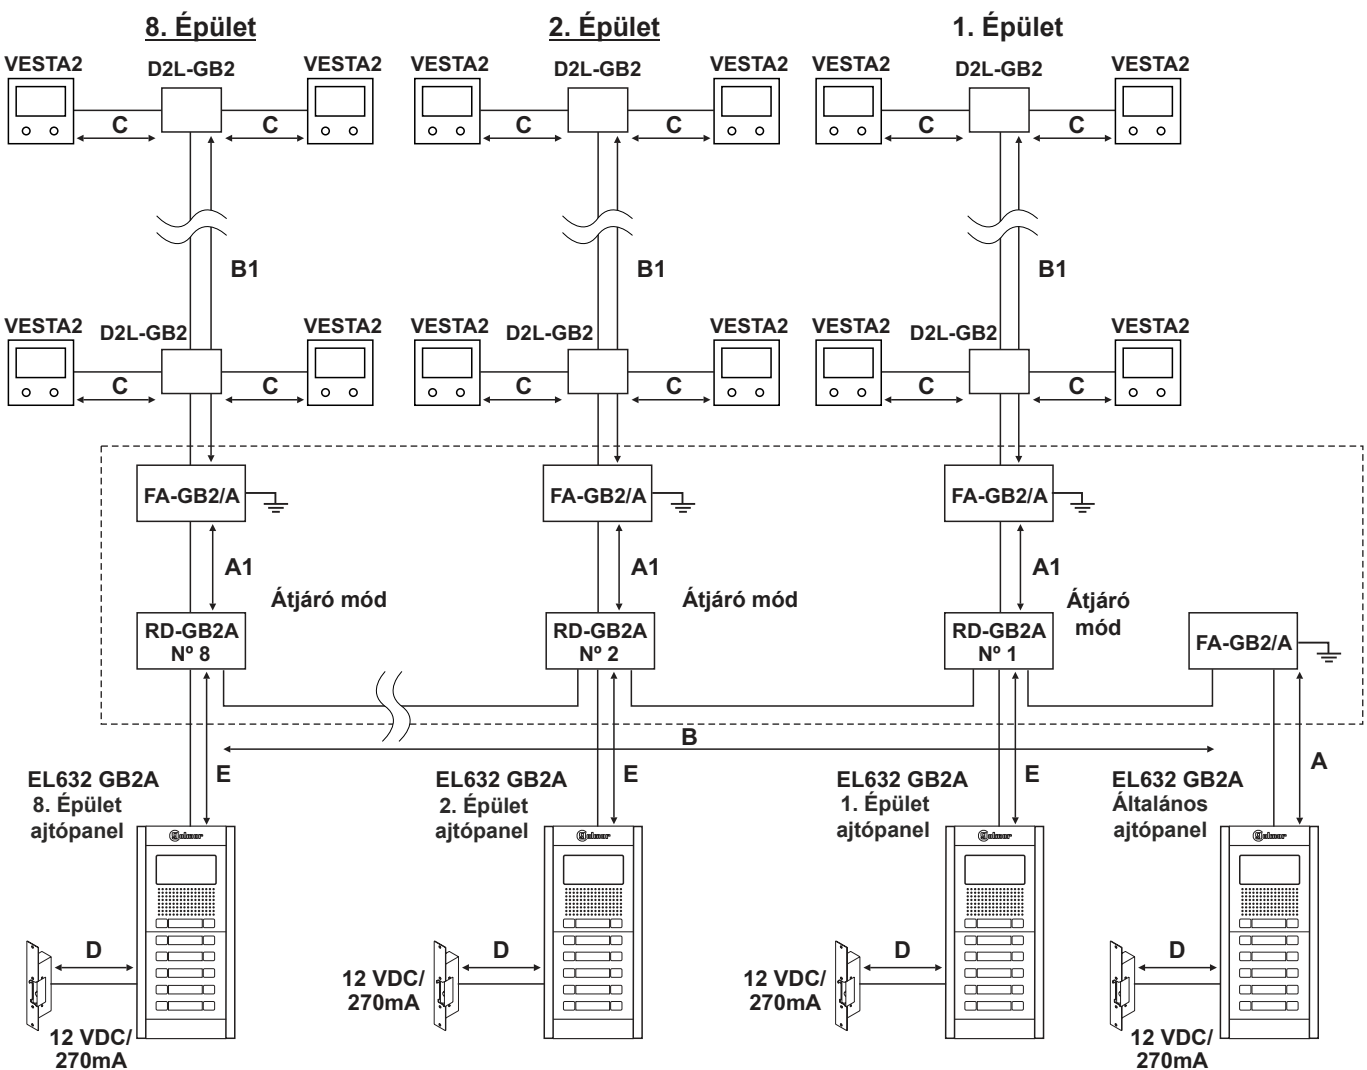 8. Épület
2. Épület
1. Épület
VESTA2
D2L-GB2
VESTA2
VESTA2
D2L-GB2
VESTA2
VESTA2
D2L-GB2
VESTA2
C
C
C
C
C
C
B1
B1
B1
VESTA2
D2L-GB2
VESTA2
VESTA2
D2L-GB2
VESTA2
VESTA2
D2L-GB2
VESTA2
C
C
C
C
C
C
FA-GB2/A
FA-GB2/A
FA-GB2/A
A1
A1
A1
Átjáró mód
Átjáró mód
Átjáró
mód
RD-GB2A
Nº 8
RD-GB2A
Nº 2
RD-GB2A
Nº 1
FA-GB2/A
B
E
E
E
A
EL632 GB2A
8. Épület
ajtópanel
EL632 GB2A
2. Épület
ajtópanel
EL632 GB2A
1. Épület
ajtópanel
EL632 GB2A
Általános
ajtópanel
Golmar
Golmar
Golmar
Golmar
D
D
D
D
12 VDC/
270mA
12 VDC/
270mA
12 VDC/
270mA
12 VDC/
270mA